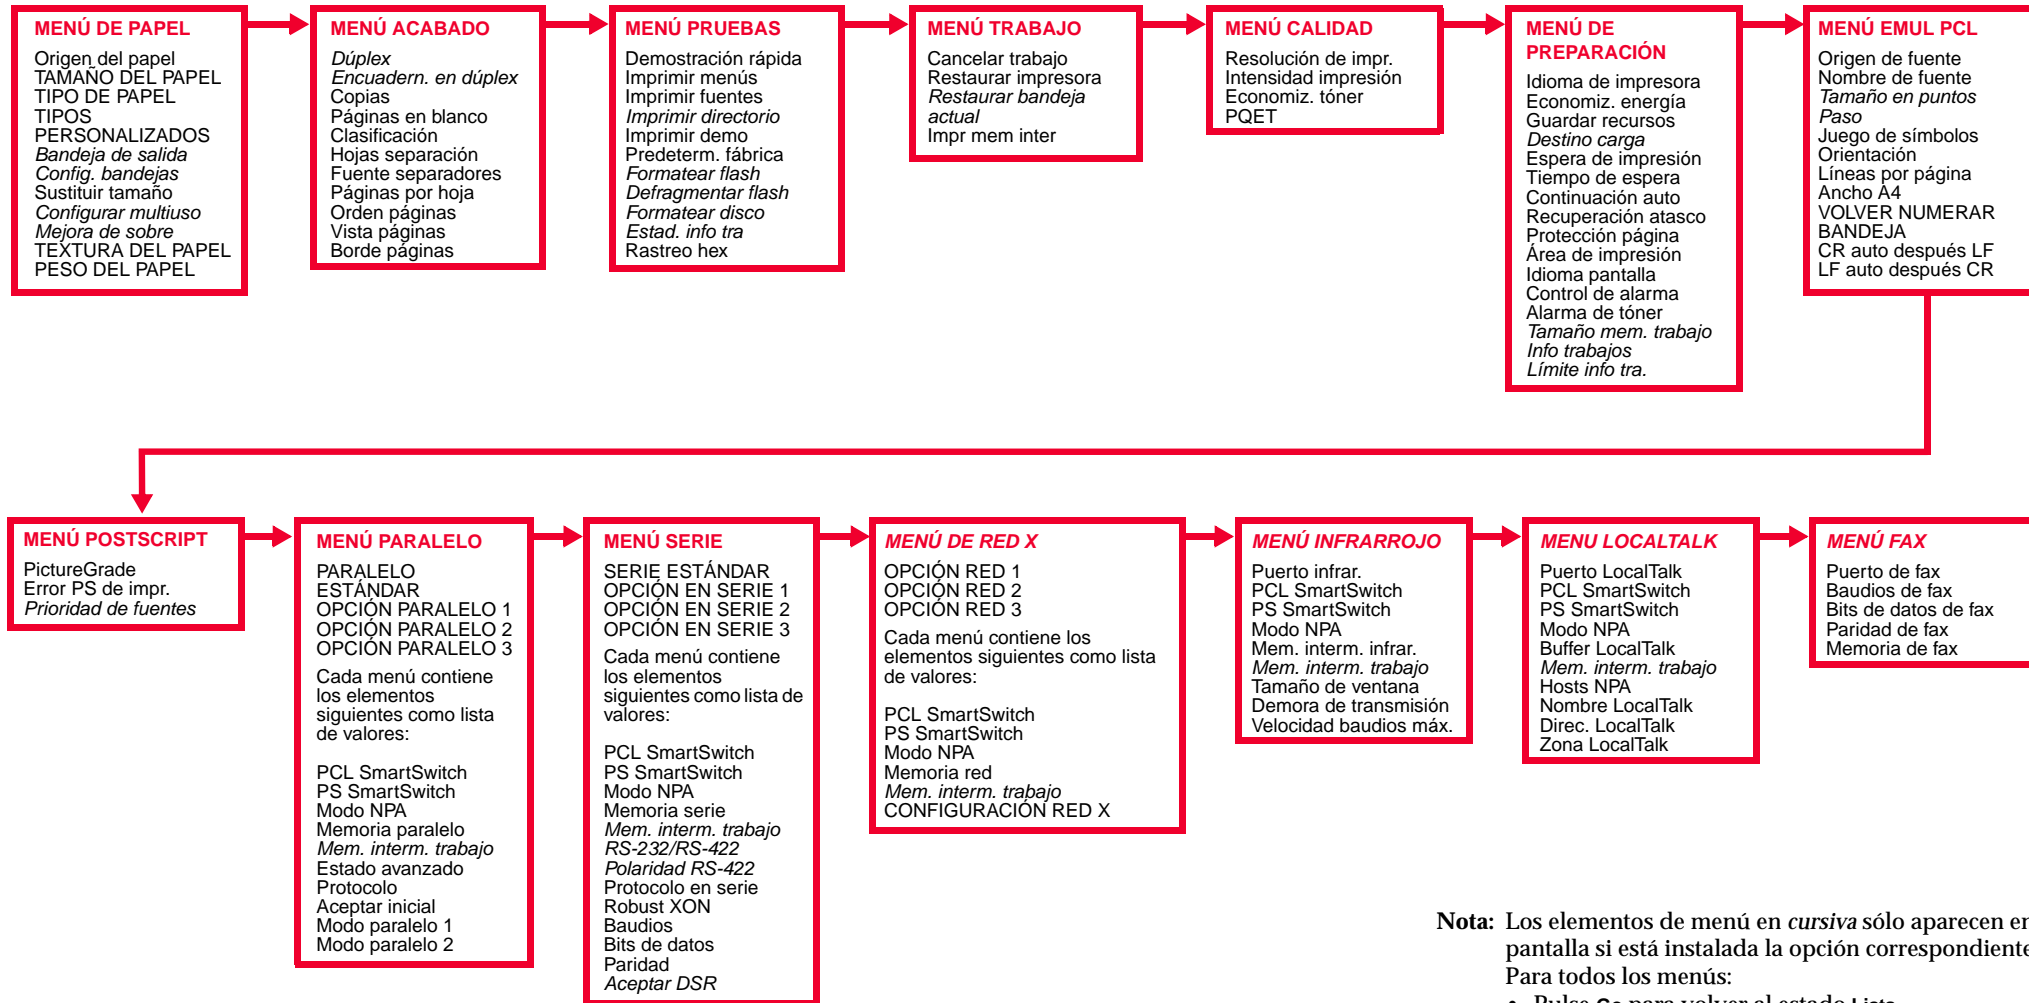 MENÚ DE PAPEL
Origen del papel
TAMAÑO DEL PAPEL
TIPO DE PAPEL
TIPOS
PERSONALIZADOS
Bandeja de salida
Config. bandejas
Sustituir tamaño
Configurar multiuso
Mejora de sobre
TEXTURA DEL PAPEL
PESO DEL PAPEL
MENÚ ACABADO
Dúplex
Encuadern. en dúplex
Copias
Páginas en blanco
Clasificación
Hojas separación
Fuente separadores
Páginas por hoja
Orden páginas
Vista páginas
Borde páginas
MENÚ PRUEBAS
Demostración rápida
Imprimir menús
Imprimir fuentes
Imprimir directorio
Imprimir demo
Predeterm. fábrica
Formatear flash
Defragmentar flash
Formatear disco
Estad. info tra
Rastreo hex
MENÚ TRABAJO
Cancelar trabajo
Restaurar impresora
Restaurar bandeja
actual
Impr mem inter
MENÚ CALIDAD
Resolución de impr.
Intensidad impresión
Economiz. tóner
PQET
MENÚ DE
PREPARACIÓN
Idioma de impresora
Economiz. energía
Guardar recursos
Destino carga
Espera de impresión
Tiempo de espera
Continuación auto
Recuperación atasco
Protección página
Área de impresión
Idioma pantalla
Control de alarma
Alarma de tóner
Tamaño mem. trabajo
Info trabajos
Límite info tra.
MENÚ EMUL PCL
Origen de fuente
Nombre de fuente
Tamaño en puntos
Paso
Juego de símbolos
Orientación
Líneas por página
Ancho A4
VOLVER NUMERAR
BANDEJA
CR auto después LF
LF auto después CR
MENÚ POSTSCRIPT
PictureGrade
Error PS de impr.
Prioridad de fuentes
MENÚ PARALELO
PARALELO
ESTÁNDAR
OPCIÓN PARALELO 1
OPCIÓN PARALELO 2
OPCIÓN PARALELO 3
Cada menú contiene
los elementos
siguientes como lista
de valores:
PCL SmartSwitch
PS SmartSwitch
Modo NPA
Memoria paralelo
Mem. interm. trabajo
Estado avanzado
Protocolo
Aceptar inicial
Modo paralelo 1
Modo paralelo 2
MENÚ SERIE
SERIE ESTÁNDAR
OPCIÓN EN SERIE 1
OPCIÓN EN SERIE 2
OPCIÓN EN SERIE 3
Cada menú contiene
los elementos
siguientes como lista de
valores:
PCL SmartSwitch
PS SmartSwitch
Modo NPA
Memoria serie
Mem. interm. trabajo
RS-232/RS-422
Polaridad RS-422
Protocolo en serie
Robust XON
Baudios
Bits de datos
Paridad
Aceptar DSR
MENÚ DE RED X
OPCIÓN RED 1
OPCIÓN RED 2
OPCIÓN RED 3
Cada menú contiene los
elementos siguientes como lista
de valores:
PCL SmartSwitch
PS SmartSwitch
Modo NPA
Memoria red
Mem. interm. trabajo
CONFIGURACIÓN RED X
MENÚ INFRARROJO
Puerto infrar.
PCL SmartSwitch
PS SmartSwitch
Modo NPA
Mem. interm. infrar.
Mem. interm. trabajo
Tamaño de ventana
Demora de transmisión
Velocidad baudios máx.
MENU LOCALTALK
Puerto LocalTalk
PCL SmartSwitch
PS SmartSwitch
Modo NPA
Buffer LocalTalk
Mem. interm. trabajo
Hosts NPA
Nombre LocalTalk
Direc. LocalTalk
Zona LocalTalk
MENÚ FAX
Puerto de fax
Baudios de fax
Bits de datos de fax
Paridad de fax
Memoria de fax
Nota: Los elementos de menú en cursiva sólo aparecen en
pantalla si está instalada la opción correspondiente
Para todos los menús:
• Pulse Go para volver al estado Lista